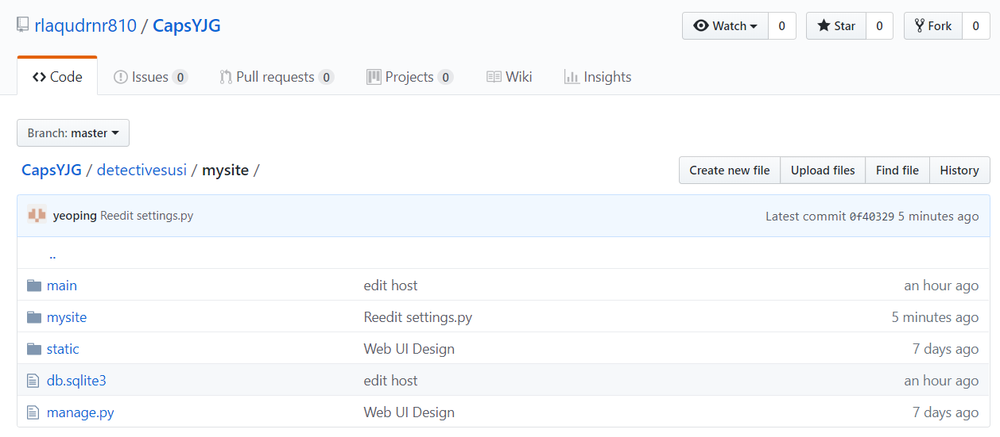 rlaqudrnr810 / CapsYJG Watch 0 Star 0 Fork 0
Code Issues 0 Pull requests 0 Projects 0 Wiki Insights
Branch: master
CapsYJG / detectivesusi / mysite / Create new file Upload files Find file History
yeoping Reedit settings.py Latest commit 0f40329 5 minutes ago
..
main edit host an hour ago
mysite Reedit settings.py 5 minutes ago
static Web UI Design 7 days ago
db.sqlite3 edit host an hour ago
manage.py Web UI Design 7 days ago